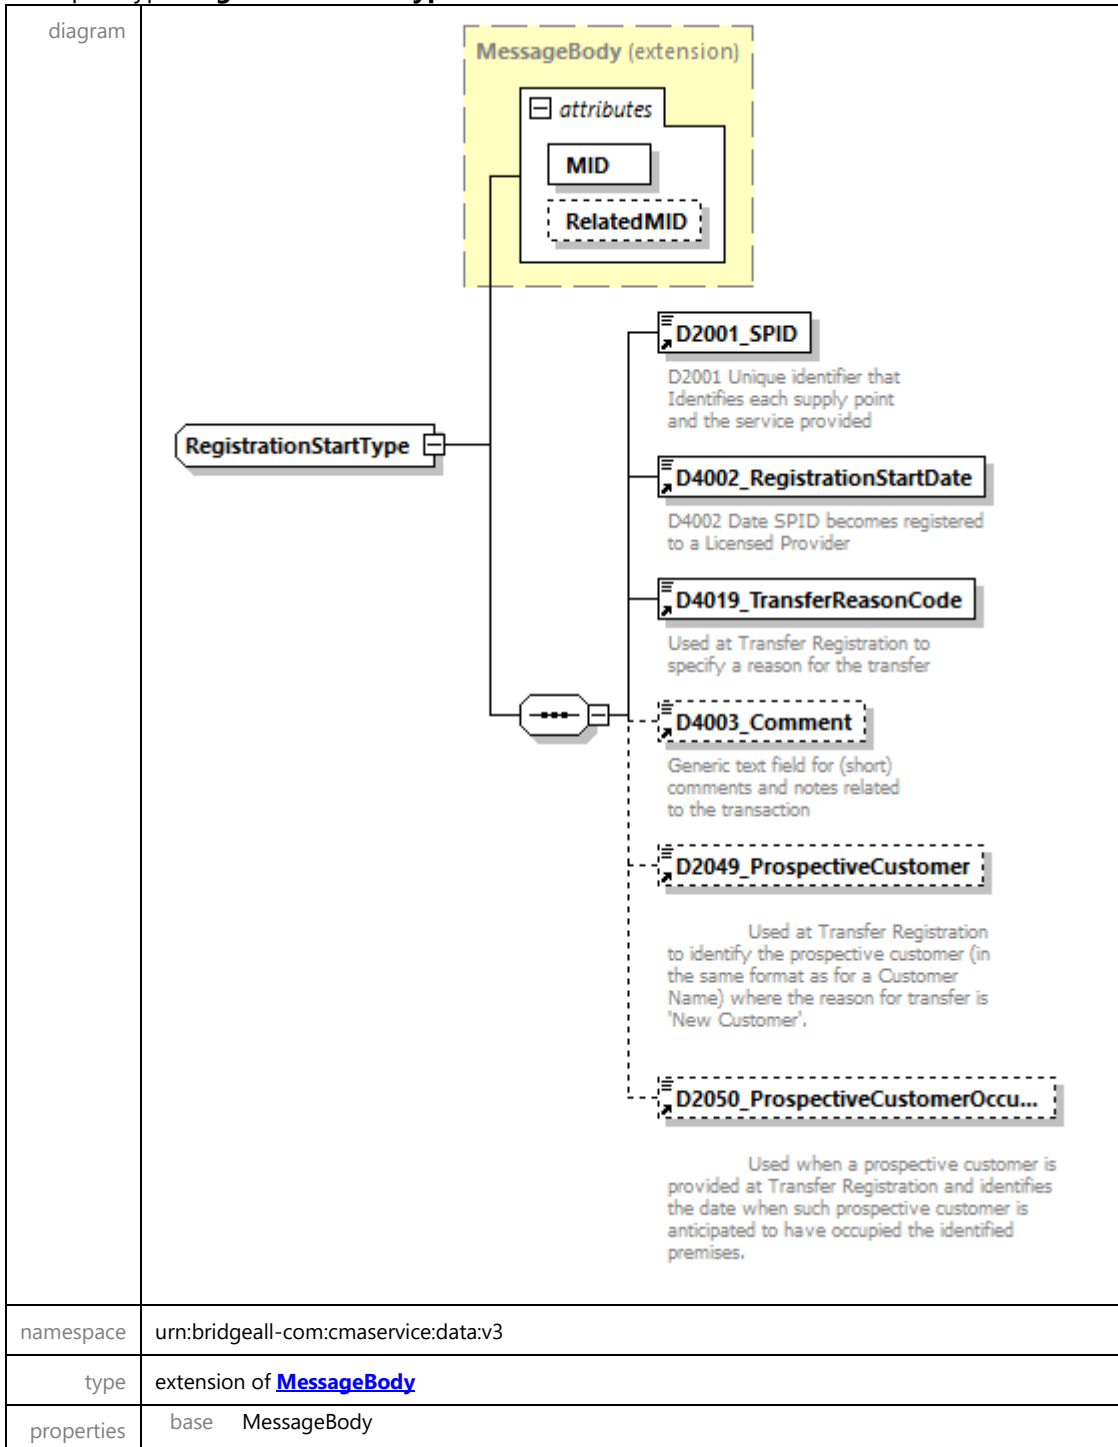 diagram
MessageBody (extension)
attributes
MID
RelatedMID
D2001_SPID
D2001 Unique identifier that
Identifies each supply point
and the service provided
RegistrationStartType
D4002_RegistrationStartDate
D4002 Date SPID becomes registered
to a Licensed Provider
D4019_TransferReasonCode
Used at Transfer Registration to
specify a reason for the transfer
D4003_Comment
Generic text field for (short)
comments and notes related
to the transaction
D2049_ProspectiveCustomer
Used at Transfer Registration
to identify the prospective customer (in
the same format as for a Customer
Name) where the reason for transfer is
'New Customer'.
D2050_ProspectiveCustomerOccu...
Used when a prospective customer is
provided at Transfer Registration and identifies
the date when such prospective customer is
anticipated to have occupied the identified
premises.
namespace urn:bridgeall-com:cmaservice:data:v3
type extension of MessageBody
properties base MessageBody